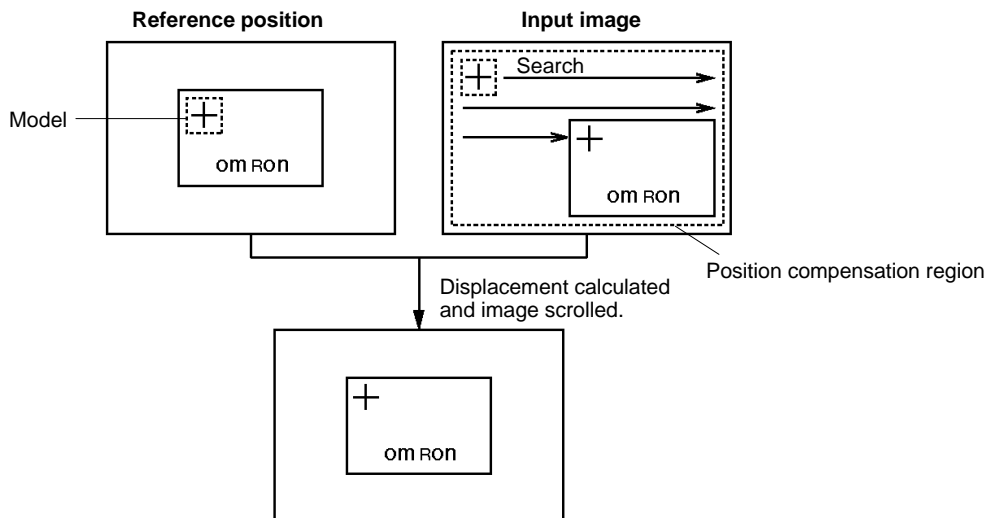 Reference position
Input image
Model
om Ron
Search
om Ron
Position compensation region
Displacement calculated
and image scrolled.
om Ron